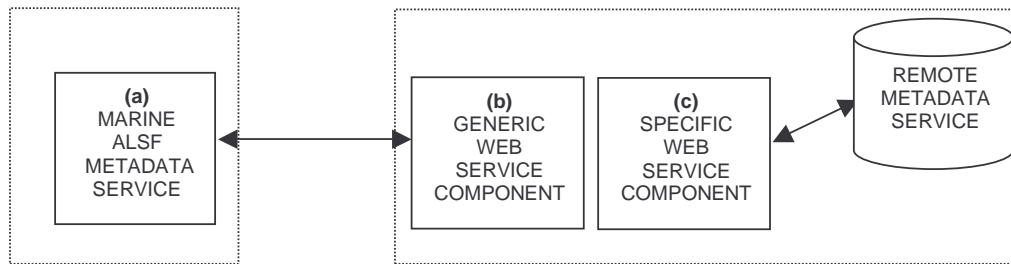 (a)
MARINE
ALSF
METADATA
SERVICE
(b)
GENERIC
WEB
SERVICE
COMPONENT
(c)
SPECIFIC
WEB
SERVICE
COMPONENT
REMOTE
METADATA
SERVICE